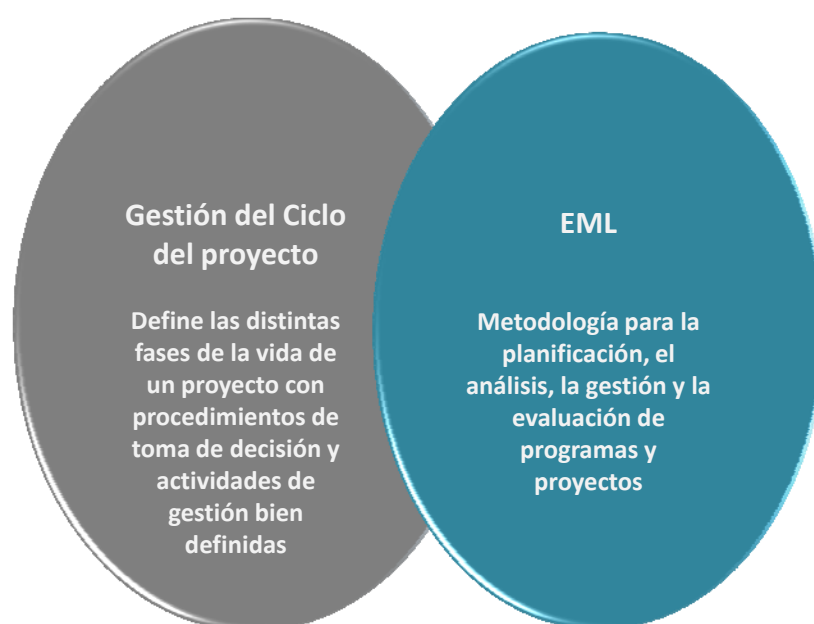 Gestión del Ciclo
del proyecto
Define las distintas
fases de la vida de
un proyecto con
procedimientos de
toma de decisión y
actividades de
gestión bien
definidas
EML
Metodología para la
planificación, el
análisis, la gestión y la
evaluación de
programas y
proyectos